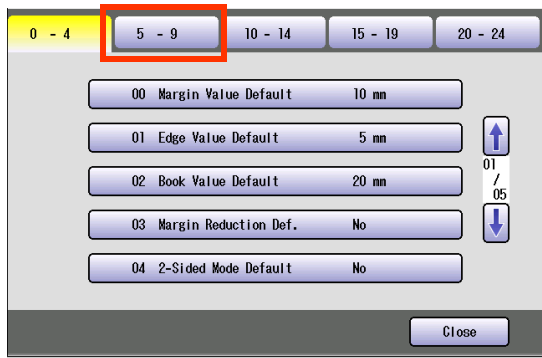 0 - 4 5 - 9 10 - 14 15 - 19 20 - 24
00 Margin Value Default 10 mm
01 Edge Value Default 5 mm
02 Book Value Default 20 mm
03 Margin Reduction Def. No
04 2-Sided Mode Default No
01
/
05
Close